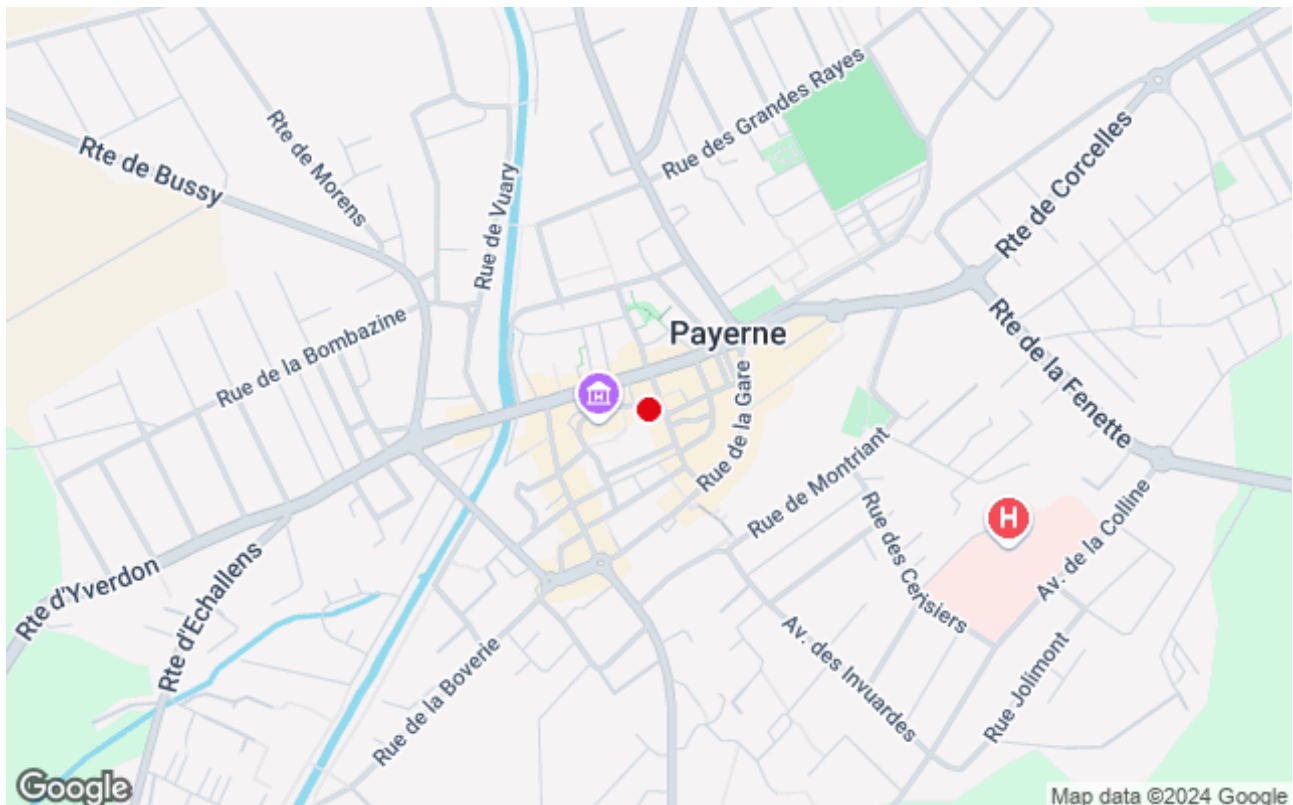 Rue des Grandes Rayes
Rte de Morens
Rte de Bussy
Rue de Vuary
Rte de Corcelles
Rue de la Bombazine
Payerne
Rte de la Fenette
H
Rue de la Gare
Rue de Montriant
H
Rue des Cerisiers
Av. de la Colline
Rte d'Yverdon
Rte d'Echallens
Av. des Invuardes
Rue Jolimont
Rue de la Boverie
Google
Map data ©2024 Google